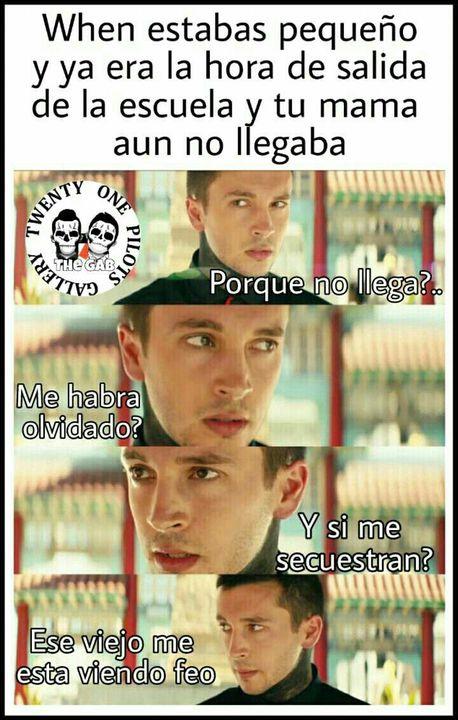 When estabas pequeño
y ya era la hora de salida
de la escuela y tu mama
aun no llegaba
TWENTY ONE PILOTS
GALLERY
THE GAB
Porque no llega?..
Me habra
olvidado?
Y si me
secuestran?
Ese viejo me
esta viendo feo